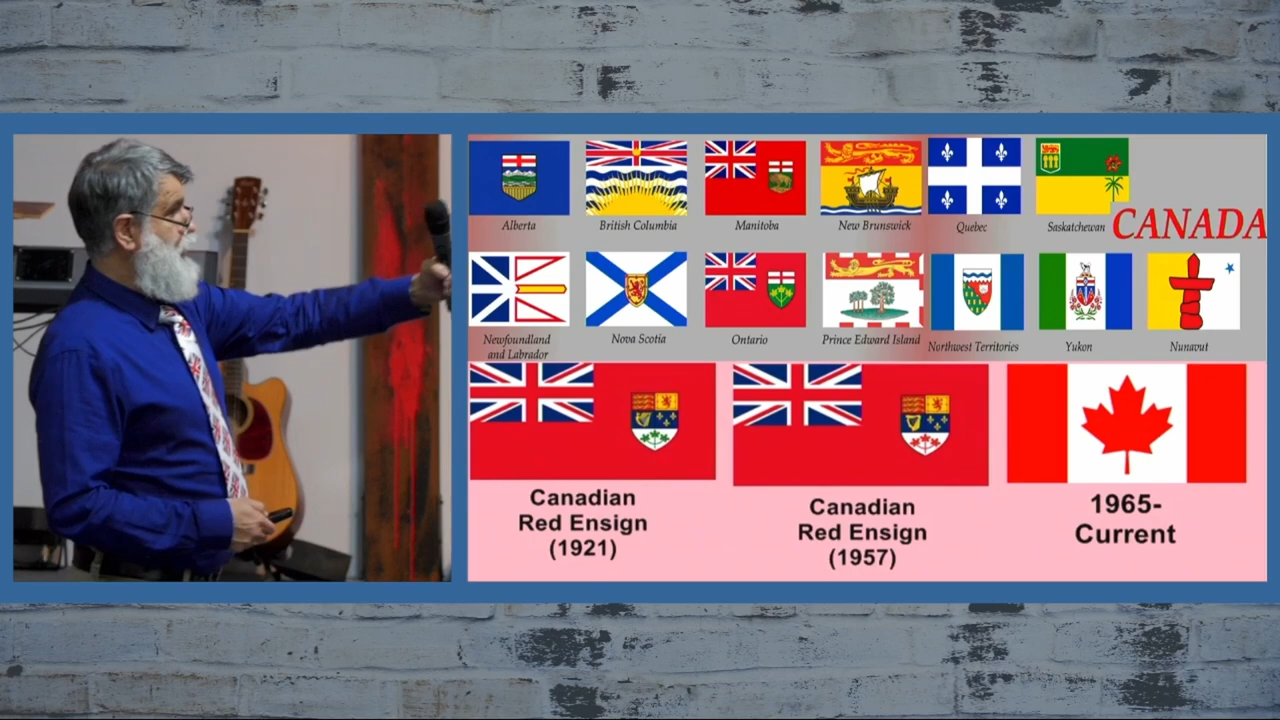 Alberta
British Columbia
Manitoba
New Brunswick
Quebec
Saskatchewan
CANADA
Newfoundland
and Labrador
Nova Scotia
Ontario
Prince Edward Island
Northwest Territories
Yukon
Nunavut
Canadian
Red Ensign
(1921)
Canadian
Red Ensign
(1957)
1965-
Current